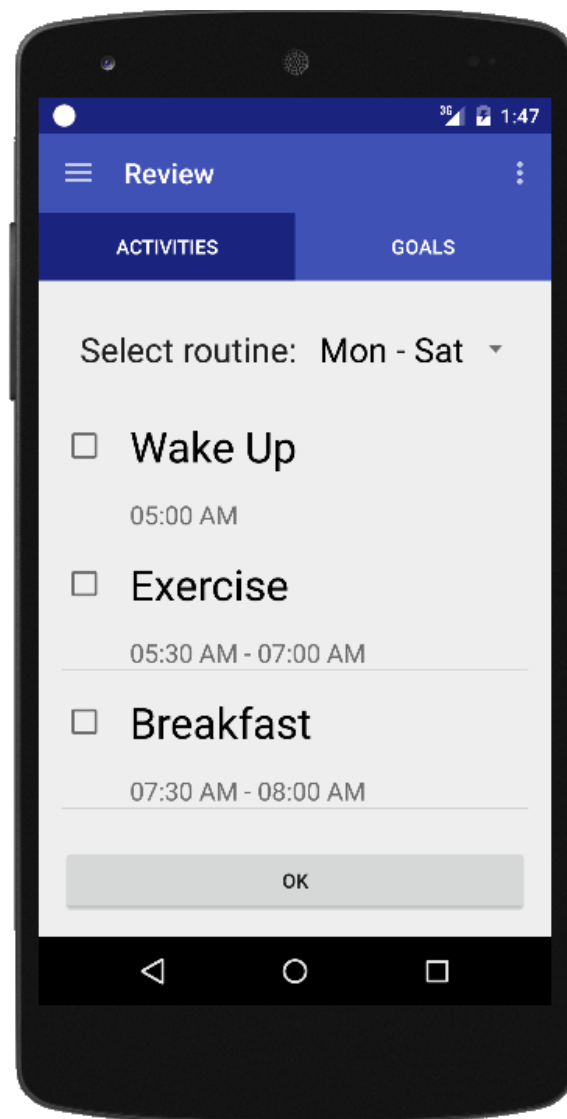 3G 1:47
Review
ACTIVITIES GOALS
Select routine: Mon - Sat
Wake Up
05:00 AM
Exercise
05:30 AM - 07:00 AM
Breakfast
07:30 AM - 08:00 AM
OK